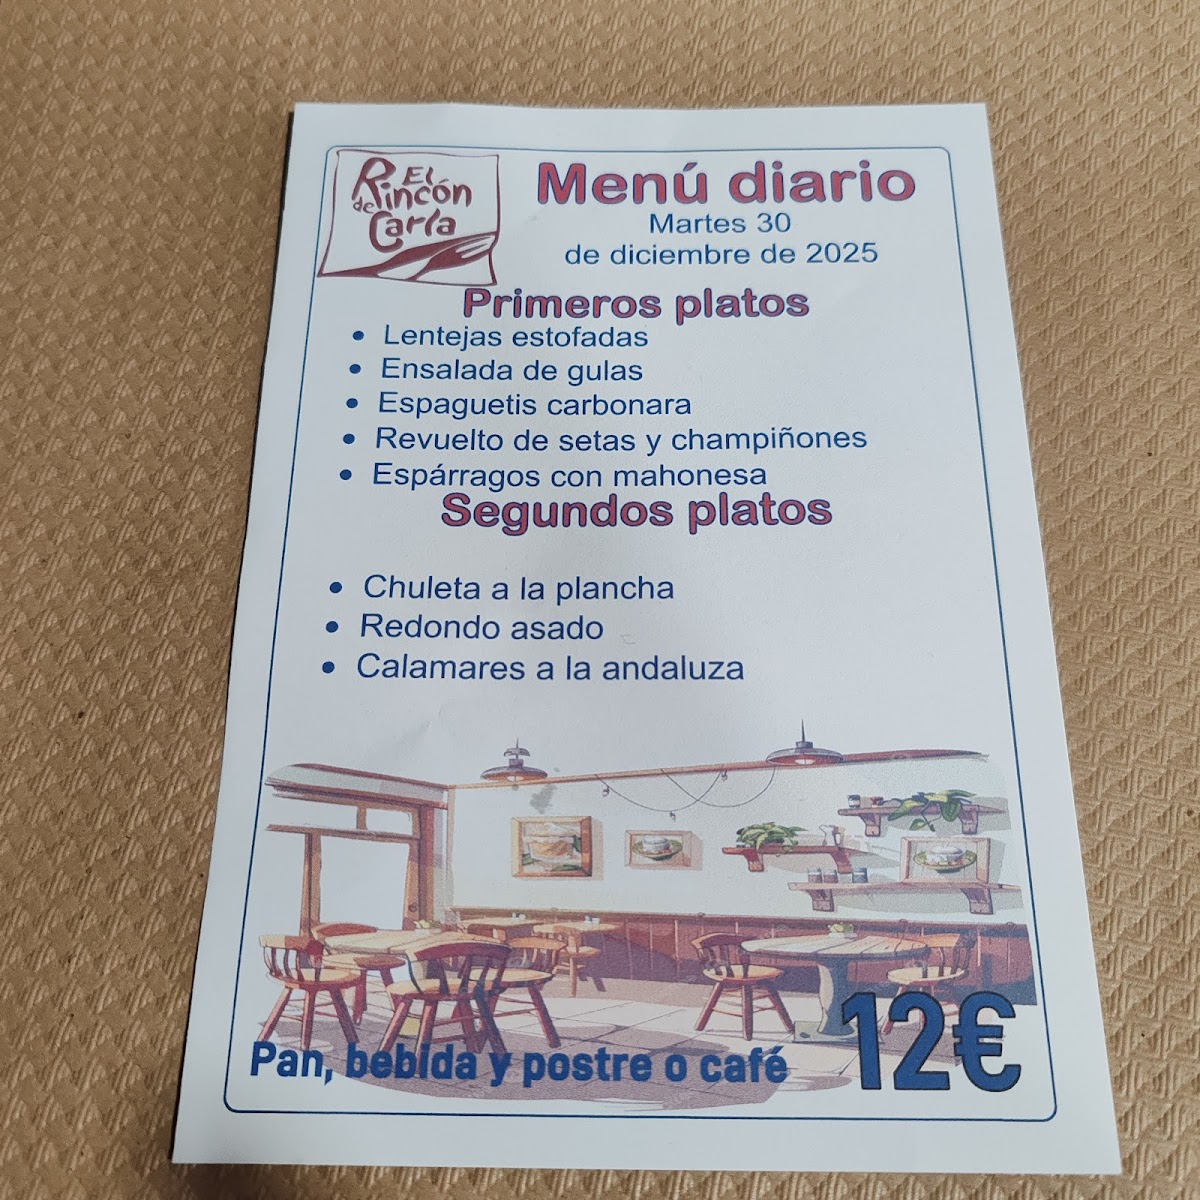 El
Rincón
de
Carla
Menú diario
Martes 30
de diciembre de 2025
Primeros platos
• Lentejas estofadas
• Ensalada de gulas
• Espaguetis carbonara
• Revuelto de setas y champiñones
• Espárragos con mahonesa
Segundos platos
• Chuleta a la plancha
• Redondo asado
• Calamares a la andaluza
Pan, bebida y postre o café
12€